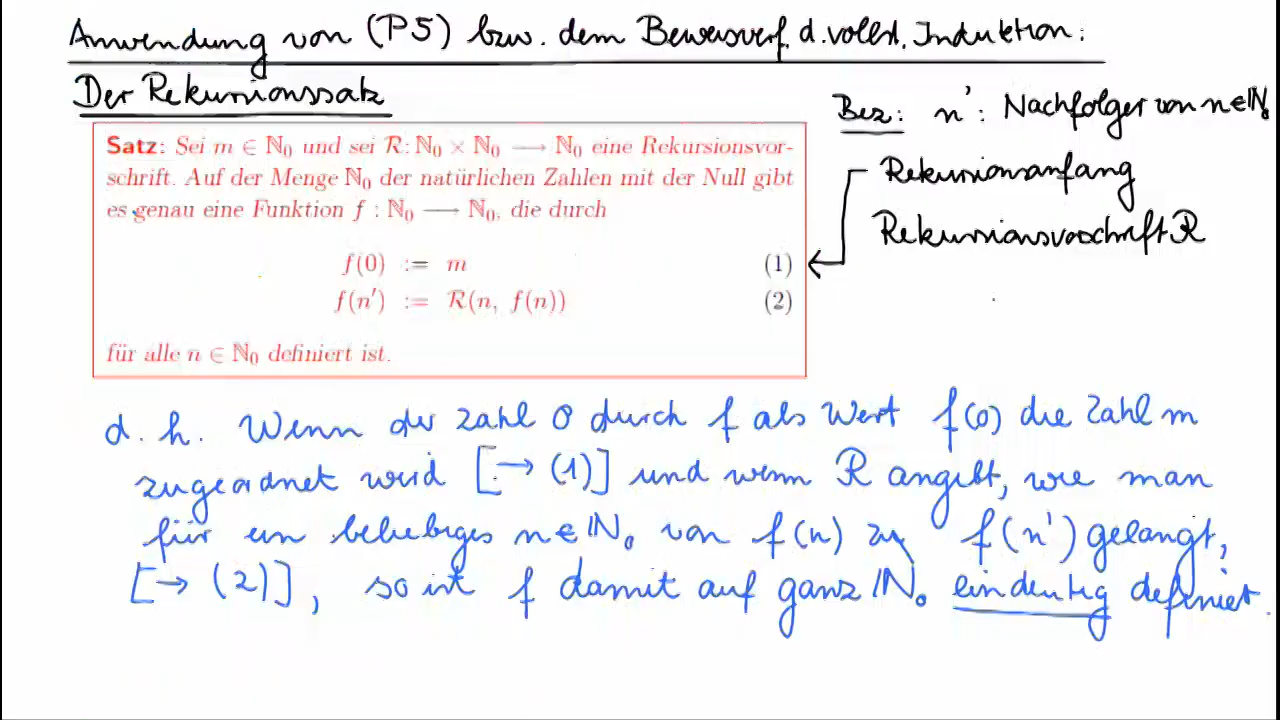 Anwendung von (P5) bzw. dem Beweisverf. d. vollst. Induktion:
Der Rekursionssatz
Bez: n': Nachfolger von n∈ℕ₀
Satz: Sei m ∈ ℕ₀ und sei R: ℕ₀ × ℕ₀ ⟶ ℕ₀ eine Rekursionsvor-
schrift. Auf der Menge ℕ₀ der natürlichen Zahlen mit der Null gibt
es genau eine Funktion f : ℕ₀ ⟶ ℕ₀, die durch
f(0) := m (1)
f(n′) := R(n, f(n)) (2)
für alle n ∈ ℕ₀ definiert ist.
Rekursionsanfang
Rekursionsvorschrift R
d. h. Wenn der Zahl 0 durch f als Wert f(0) die Zahl m
zugeordnet wird [→ (1)] und wenn R angibt, wie man
für ein beliebiges n∈ℕ₀ von f(n) zu f(n') gelangt,
[→ (2)], so ist f damit auf ganz ℕ₀ eindeutig definiert.